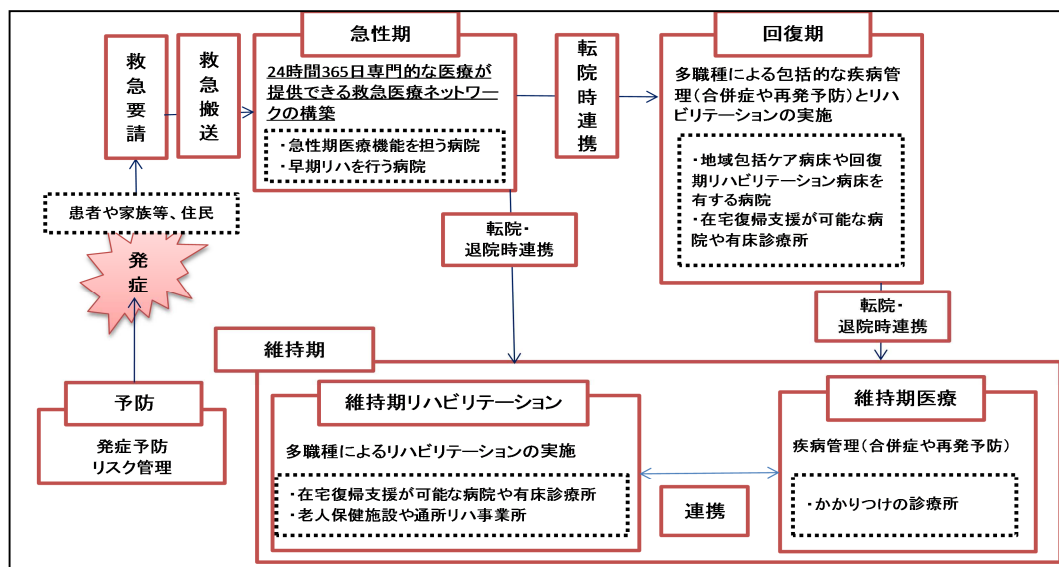 救急要請
救急搬送
急性期
24時間365日専門的な医療が
提供できる救急医療ネットワー
クの構築
・急性期医療機能を担う病院
・早期リハを行う病院
転院時連携
回復期
多職種による包括的な疾病管
理(合併症や再発予防)とリハ
ビリテーションの実施
・地域包括ケア病床や回復
期リハビリテーション病床を
有する病院
・在宅復帰支援が可能な病
院や有床診療所
患者や家族等、住民
発症
転院・
退院時連携
転院・
退院時連携
予防
発症予防
リスク管理
維持期
維持期リハビリテーション
多職種によるリハビリテーションの実施
・在宅復帰支援が可能な病院や有床診療所
・老人保健施設や通所リハ事業所
連携
維持期医療
疾病管理(合併症や再発予防)
・かかりつけの診療所